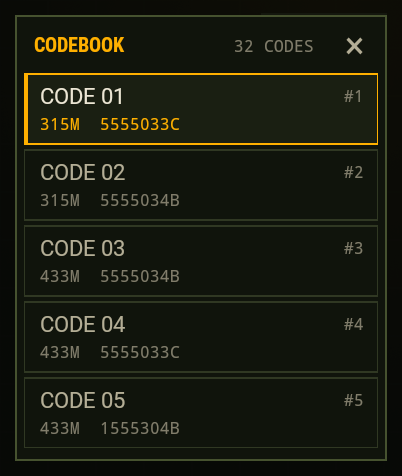 CODEBOOK 32 CODES ×
CODE 01 #1
315M 5555033C
CODE 02 #2
315M 5555034B
CODE 03 #3
433M 5555034B
CODE 04 #4
433M 5555033C
CODE 05 #5
433M 1555304B